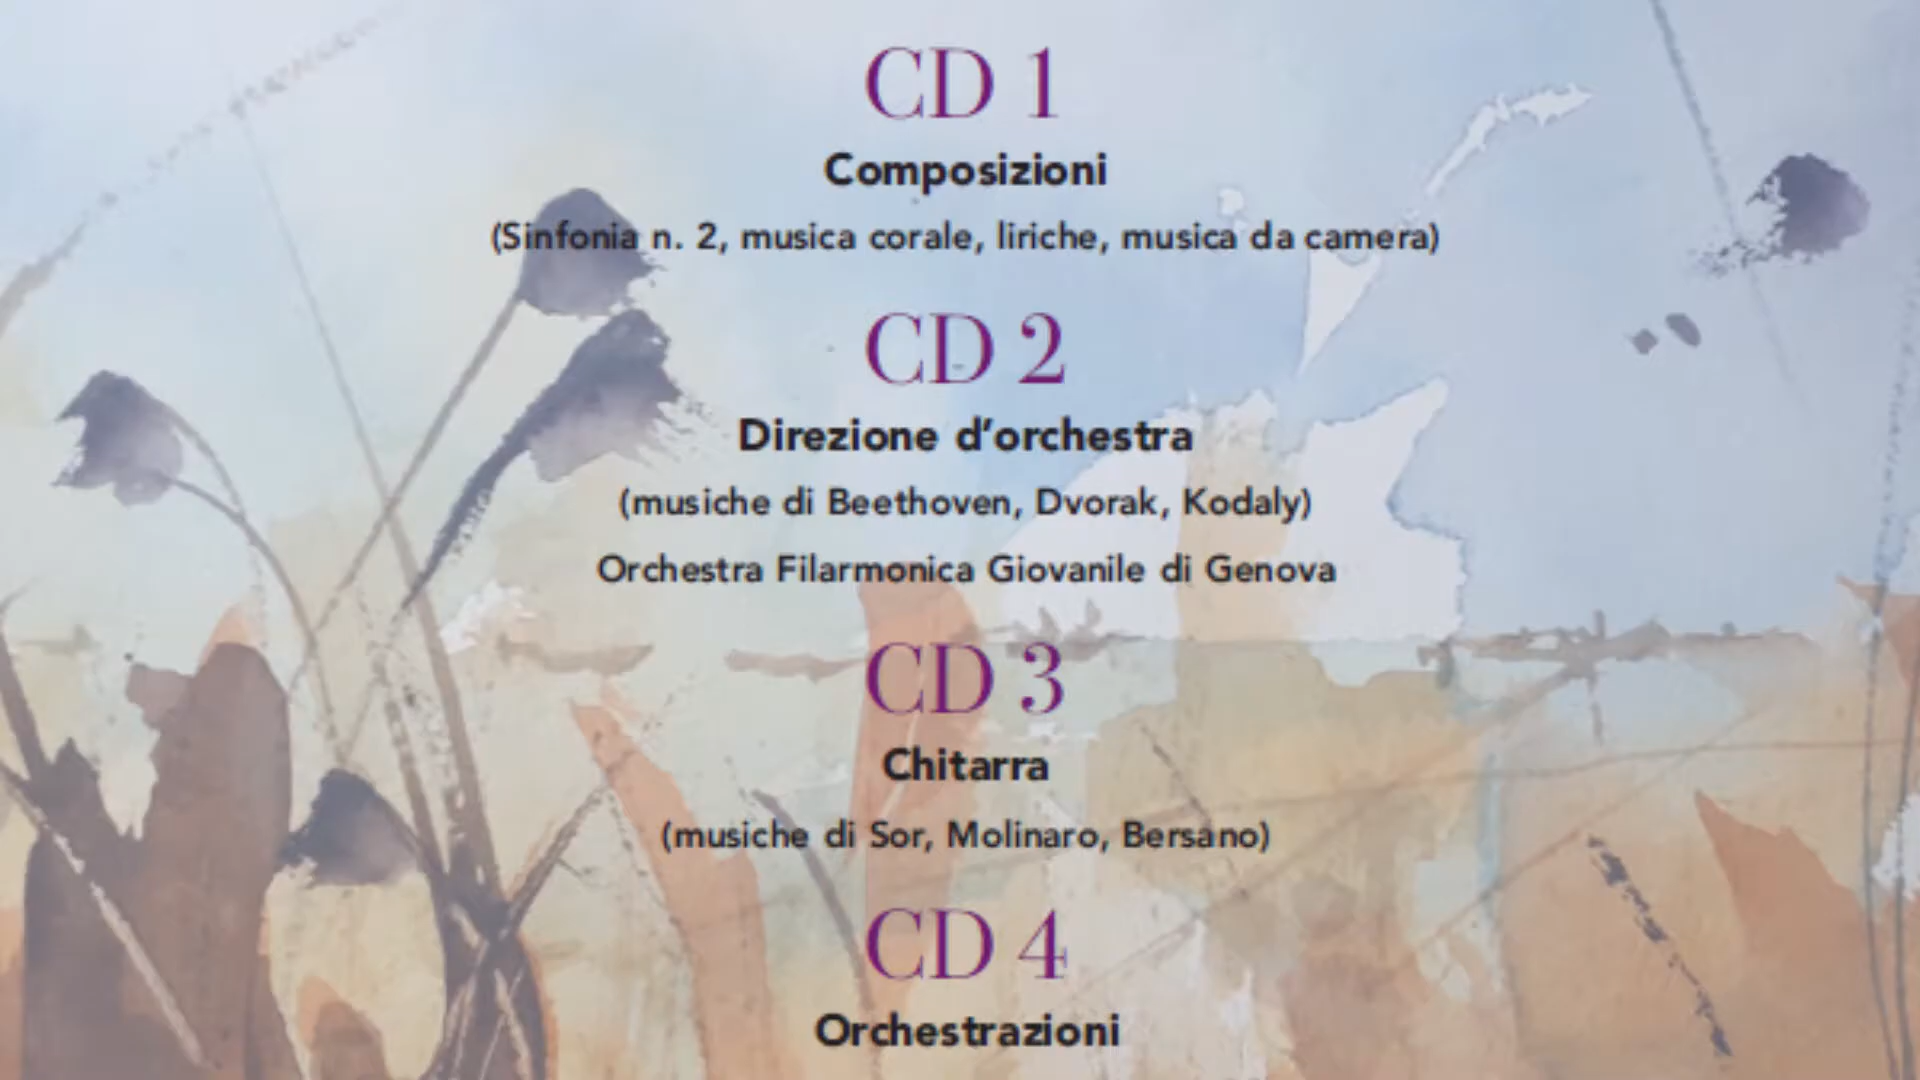 CD 1
Composizioni
(Sinfonia n. 2, musica corale, liriche, musica da camera)
CD 2
Direzione d’orchestra
(musiche di Beethoven, Dvorak, Kodaly)
Orchestra Filarmonica Giovanile di Genova
CD 3
Chitarra
(musiche di Sor, Molinaro, Bersano)
CD 4
Orchestrazioni